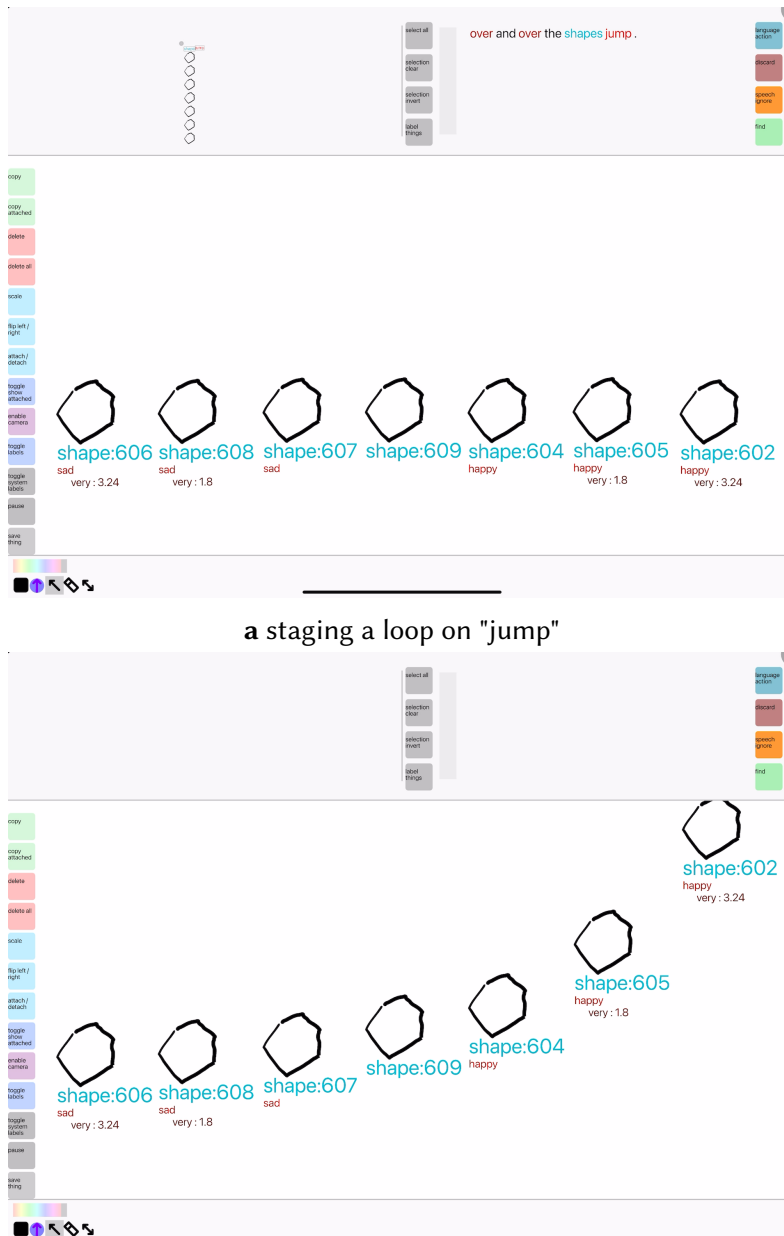 select all
over and over the shapes jump .
language
action
selection
clear
discard
selection
invert
speech
ignore
label
things
find
copy
copy
attached
delete
delete all
scale
flip left /
right
attach /
detach
toggle
show
attached
enable
camera
toggle
labels
toggle
system
labels
pause
save
thing
shape:606 shape:608 shape:607 shape:609 shape:604 shape:605 shape:602
sad sad sad happy happy happy
very : 3.24 very : 1.8 very : 1.8 very : 3.24
a staging a loop on "jump"
select all
language
action
selection
clear
discard
selection
invert
speech
ignore
label
things
find
copy
copy
attached
delete
delete all
scale
flip left /
right
attach /
detach
toggle
show
attached
enable
camera
toggle
labels
toggle
system
labels
pause
save
thing
shape:602
happy
very : 3.24
shape:605
happy
very : 1.8
shape:604
happy
shape:609
shape:607
sad
shape:608
sad
very : 1.8
shape:606
sad
very : 3.24